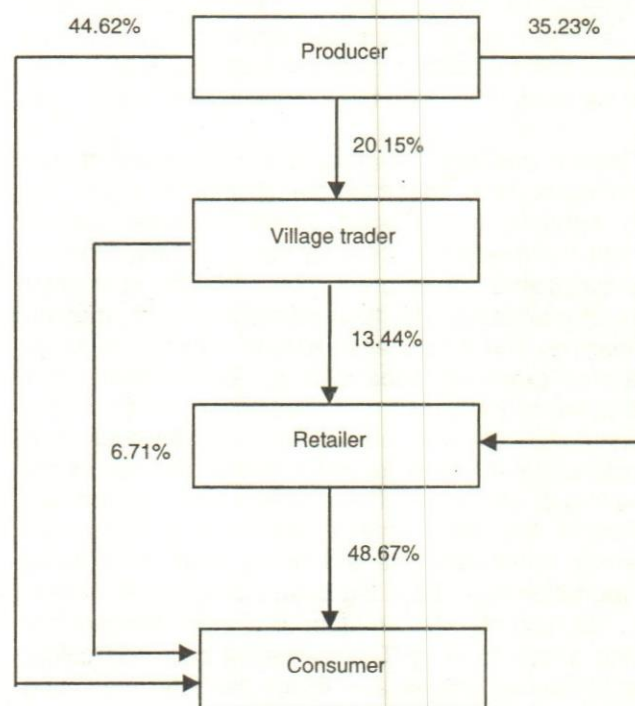 44.62%
Producer
35.23%
20.15%
Village trader
13.44%
6.71%
Retailer
48.67%
Consumer